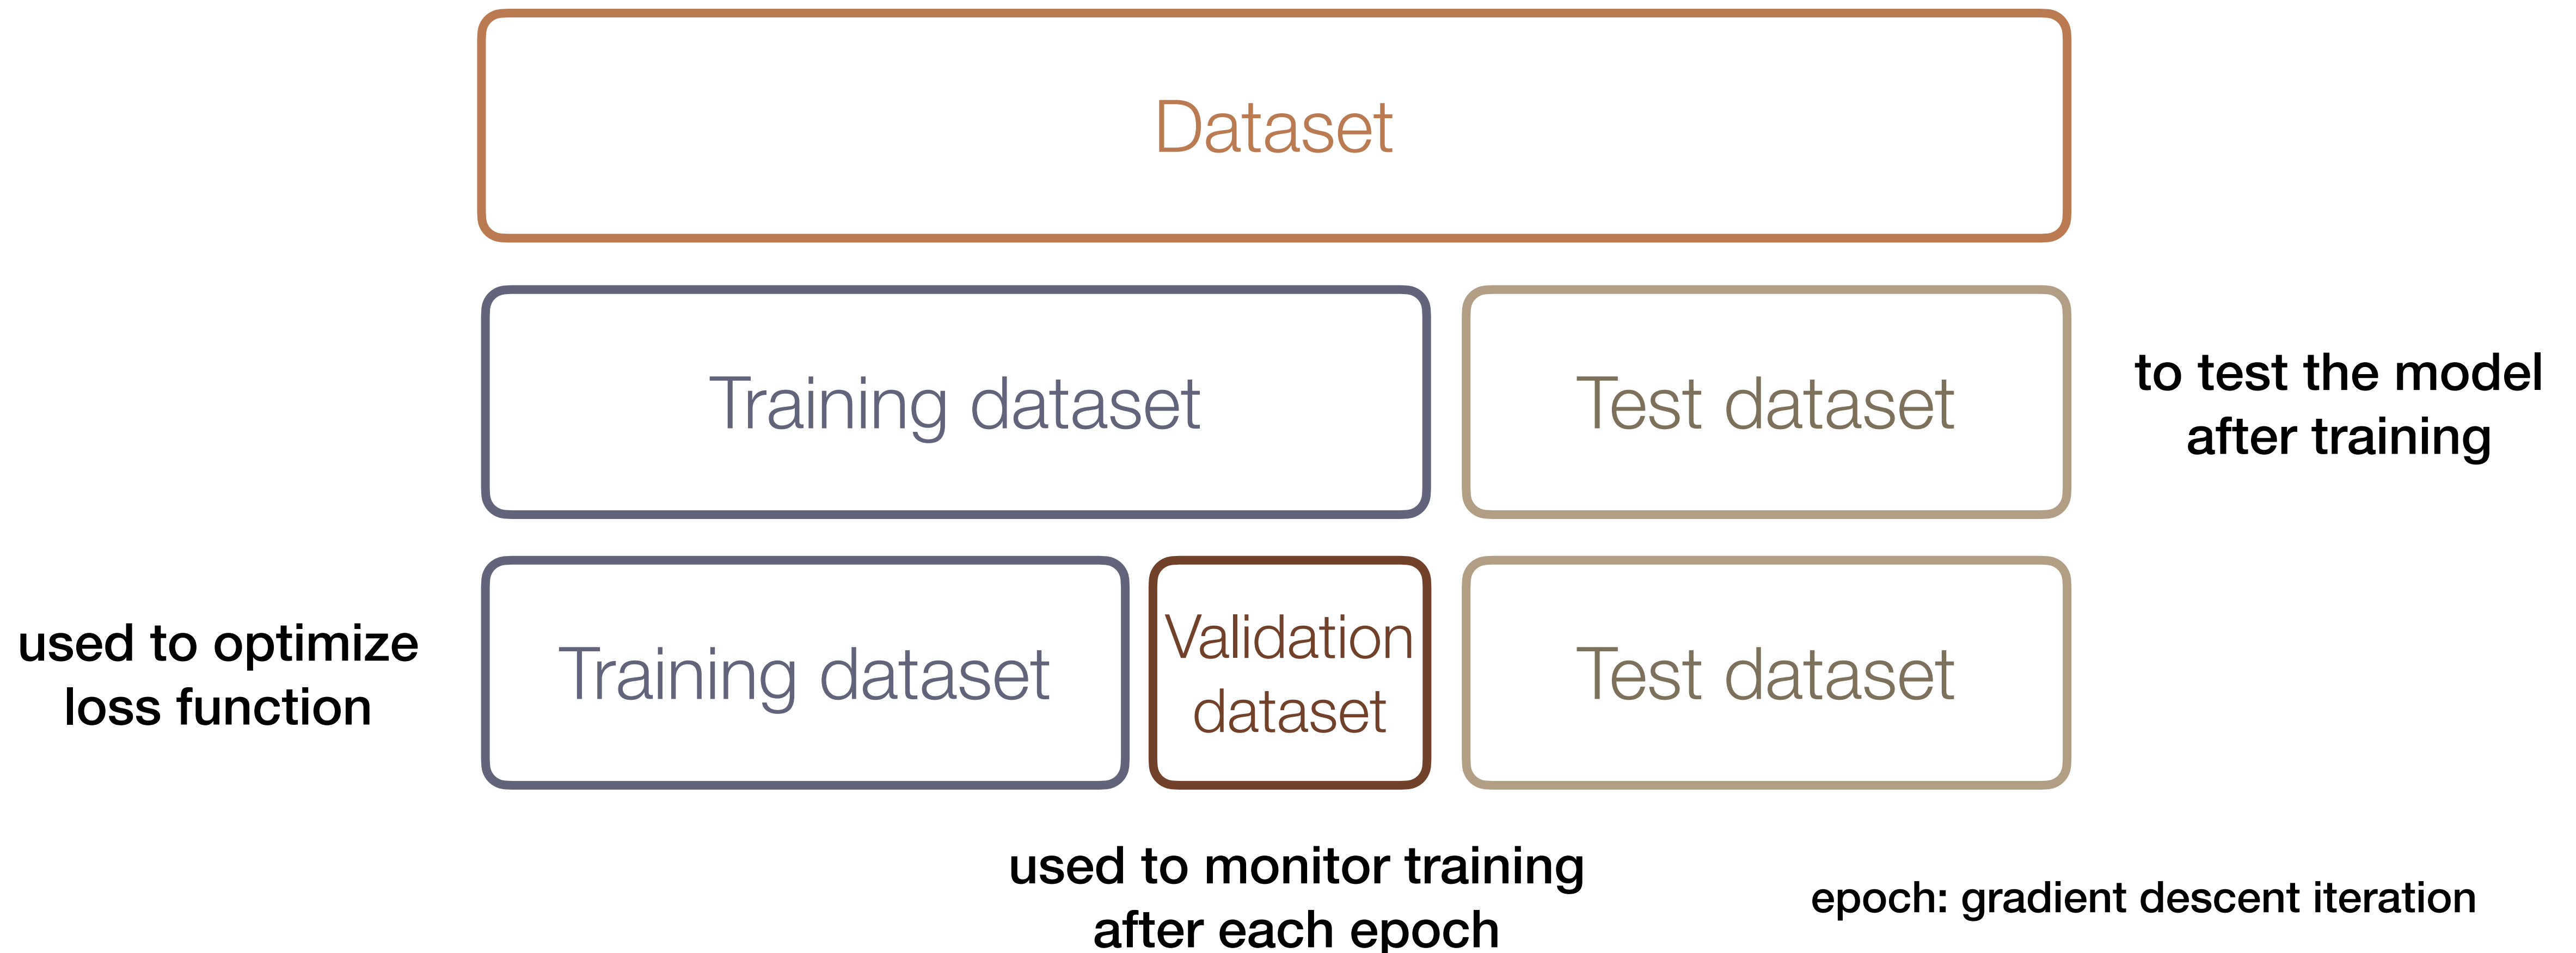 Dataset
Training dataset
Test dataset
to test the model
after training
used to optimize
loss function
Training dataset
Validation
dataset
Test dataset
used to monitor training
after each epoch
epoch: gradient descent iteration